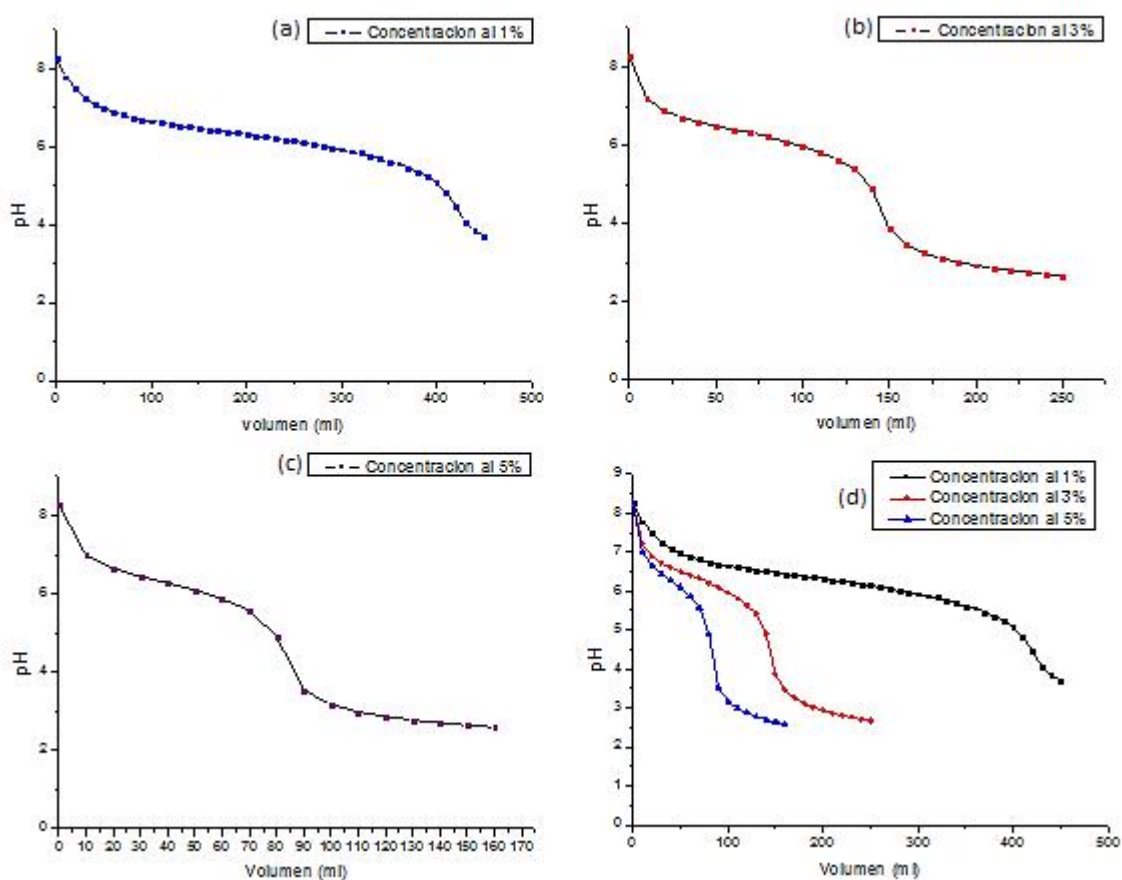 (a)
Concentracion al 1%
8
6
4
2
0
pH
0 100 200 300 400 500
volumen (ml)
(b)
Concentracion al 3%
8
6
4
2
0
pH
0 50 100 150 200 250
volumen (ml)
(c)
Concentracion al 5%
8
6
4
2
0
pH
0 10 20 30 40 50 60 70 80 90 100 110 120 130 140 150 160 170
Volumen (ml)
(d)
Concentracion al 1%
Concentracion al 3%
Concentracion al 5%
9
8
7
6
5
4
3
2
1
0
pH
0 100 200 300 400 500
Volumen (ml)